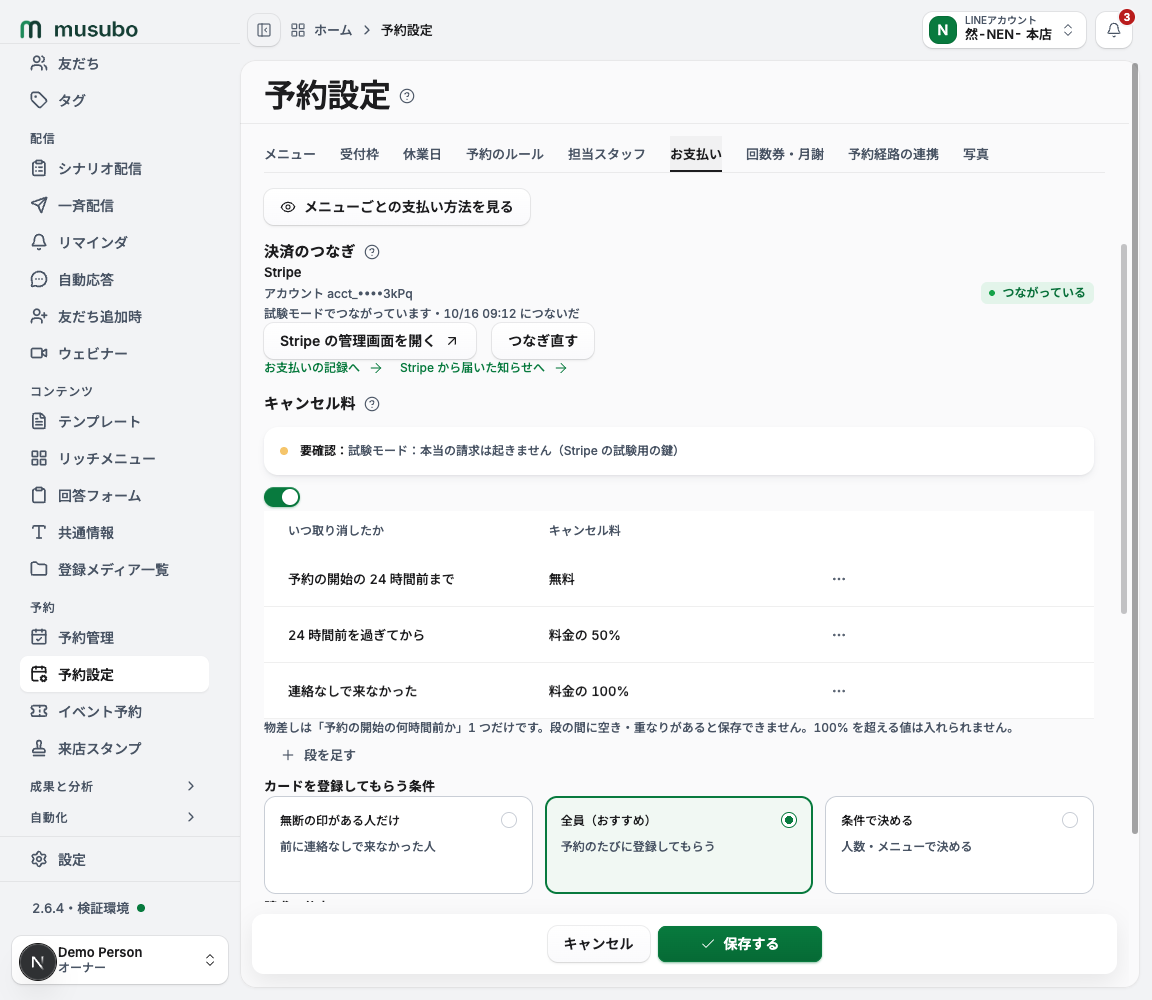 musubo
ホーム
予約設定
N
LINEアカウント
然-NEN- 本店
3
友だち
タグ
配信
シナリオ配信
一斉配信
リマインダ
自動応答
友だち追加時
ウェビナー
コンテンツ
テンプレート
リッチメニュー
回答フォーム
共通情報
登録メディア一覧
予約
予約管理
予約設定
イベント予約
来店スタンプ
成果と分析
自動化
設定
2.6.4・検証環境
N
Demo Person
オーナー
予約設定
メニュー 受付枠 休業日 予約のルール 担当スタッフ お支払い 回数券・月謝 予約経路の連携 写真
メニューごとの支払い方法を見る
決済のつなぎ
Stripe
アカウント acct_••••3kPq
つながっている
試験モードでつながっています・10/16 09:12 につないだ
Stripe の管理画面を開く つなぎ直す
お支払いの記録へ → Stripe から届いた知らせへ →
キャンセル料
要確認：試験モード：本当の請求は起きません（Stripe の試験用の鍵）
いつ取り消したか キャンセル料
予約の開始の 24 時間前まで 無料
24 時間前を過ぎてから 料金の 50%
連絡なしで来なかった 料金の 100%
物差しは「予約の開始の何時間前か」1 つだけです。段の間に空き・重なりがあると保存できません。100% を超える値は入れられません。
段を足す
カードを登録してもらう条件
無断の印がある人だけ
前に連絡なしで来なかった人
全員（おすすめ）
予約のたびに登録してもらう
条件で決める
人数・メニューで決める
キャンセル 保存する